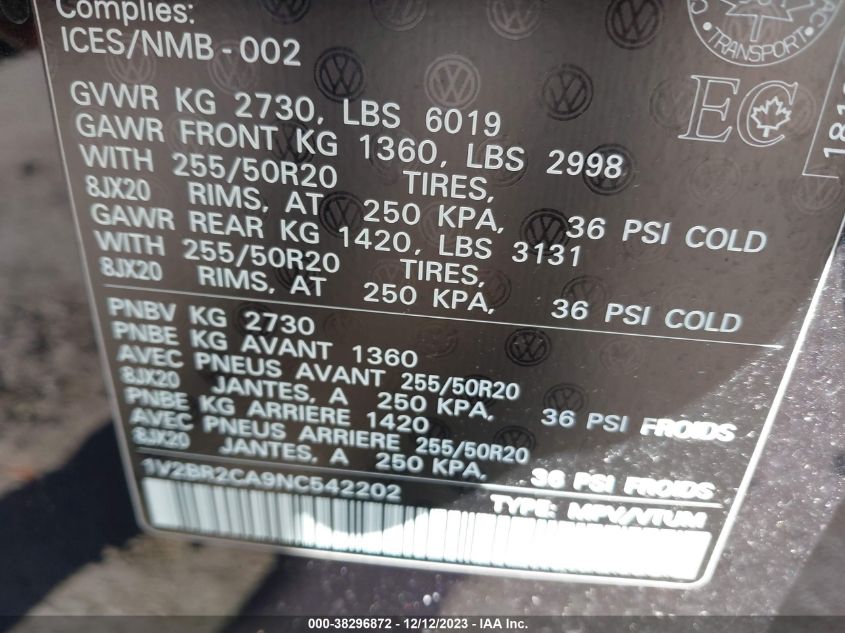 Complies:
ICES/NMB-002
TRANSPORT
EC
GVWR KG 2730, LBS 6019
GAWR FRONT KG 1360, LBS 2998
WITH 255/50R20 TIRES,
8JX20 RIMS, AT 250 KPA, 36 PSI COLD
GAWR REAR KG 1420, LBS 3131
WITH 255/50R20 TIRES,
8JX20 RIMS, AT 250 KPA, 36 PSI COLD
PNBV KG 2730
PNBE KG AVANT 1360
AVEC PNEUS AVANT 255/50R20
8JX20 JANTES, A 250 KPA, 36 PSI FROIDS
PNBE KG ARRIERE 1420
AVEC PNEUS ARRIERE 255/50R20
8JX20 JANTES, A 250 KPA, 36 PSI FROIDS
1V2BR2CA9NC542202
TYPE: MPV/VTUM
000-38296872 - 12/12/2023 - IAA Inc.